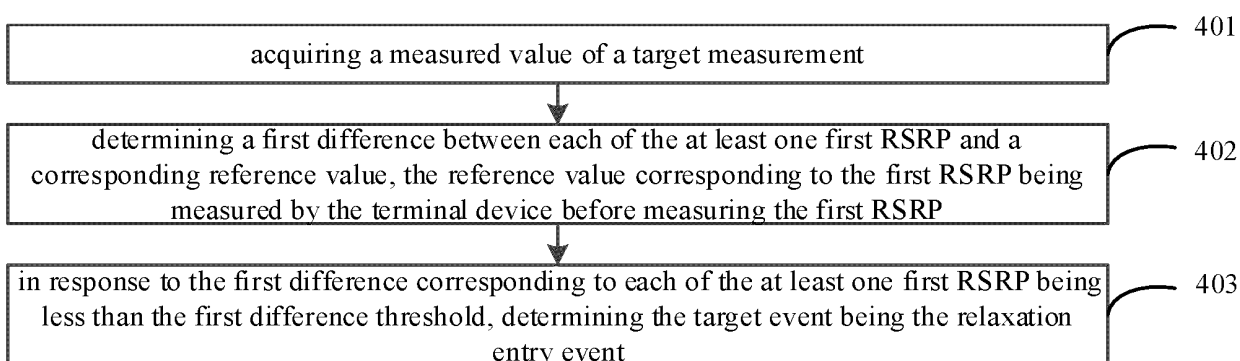 acquiring a measured value of a target measurement
401
determining a first difference between each of the at least one first RSRP and a
corresponding reference value, the reference value corresponding to the first RSRP being
measured by the terminal device before measuring the first RSRP
402
in response to the first difference corresponding to each of the at least one first RSRP being
less than the first difference threshold, determining the target event being the relaxation
entry event
403